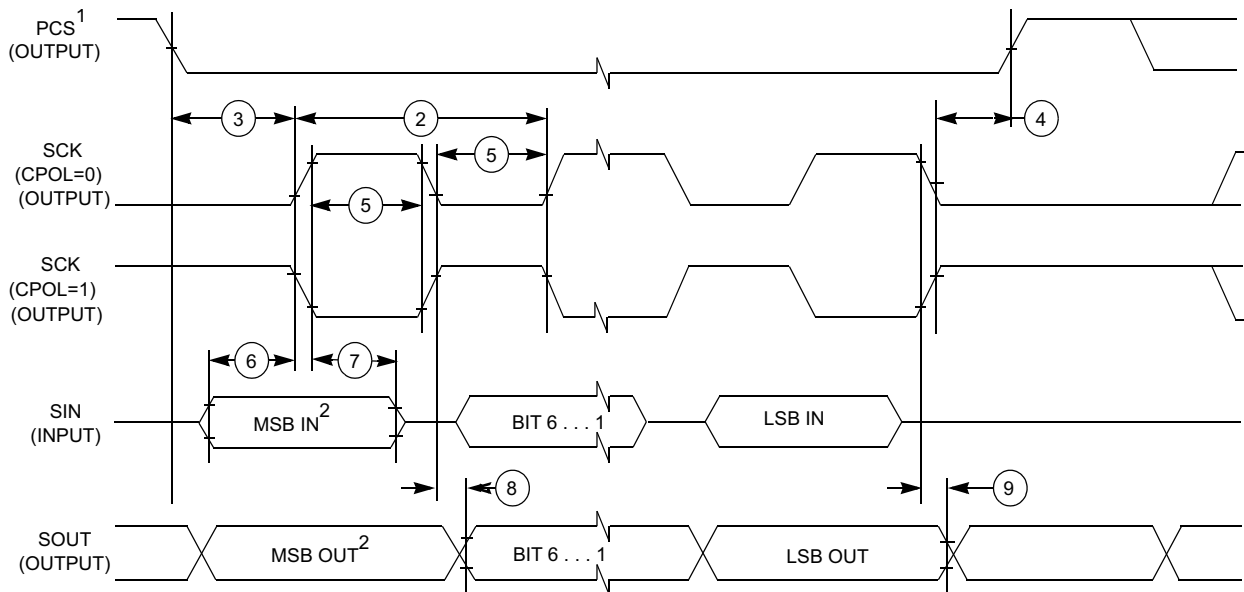 PCS1
(OUTPUT)
3
2
4
SCK
(CPOL=0)
(OUTPUT)
5
5
SCK
(CPOL=1)
(OUTPUT)
6
7
SIN
(INPUT)
MSB IN2
BIT 6 . . . 1
LSB IN
8
9
SOUT
(OUTPUT)
MSB OUT2
BIT 6 . . . 1
LSB OUT